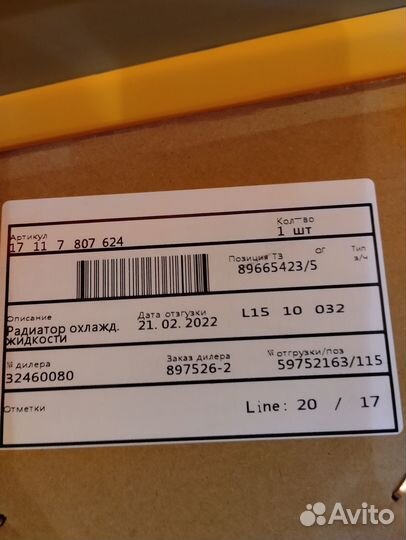 Артикул
Кол-во
17 11 7 807 624
1 шт
Позиция ТЗ
ОГ
Тип
з/ч
89665423/5
Описание
Дата отгузки
L15 10 032
Радиатор охлажд.
21. 02. 2022
жидкости
№ дилера
Заказ дилера
№ отгрузки/поз
32460080
897526-2
59752163/115
Отметки
Line: 20 / 17
Avito